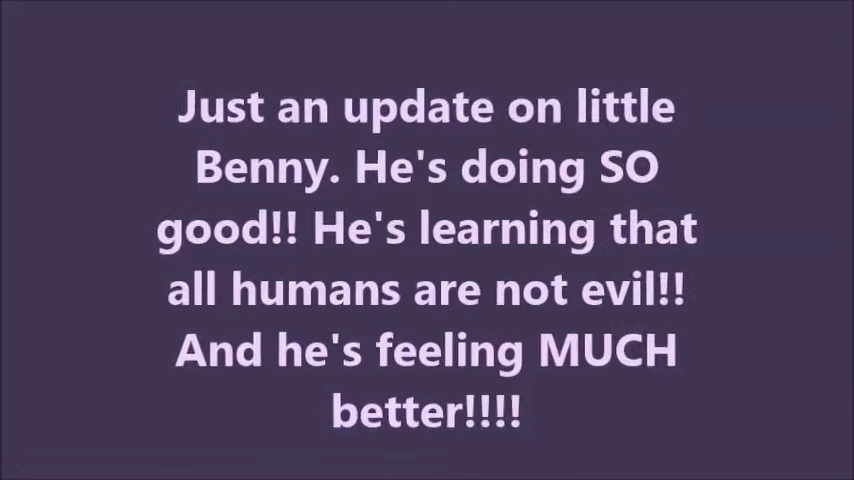 Just an update on little
Benny. He's doing SO
good!! He's learning that
all humans are not evil!!
And he's feeling MUCH
better!!!!